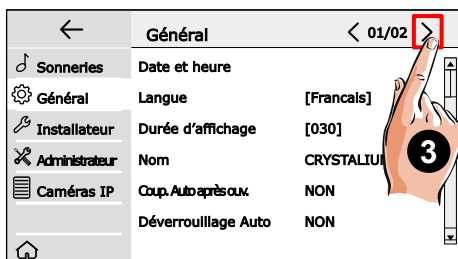 Général
01/02
Sonneries
Général
Installateur
Administrateur
Caméras IP
Date et heure
Langue [Francais]
Durée d'affichage [030]
Nom
Coup. Auto après ouv. NON
Déverrouillage Auto NON
3